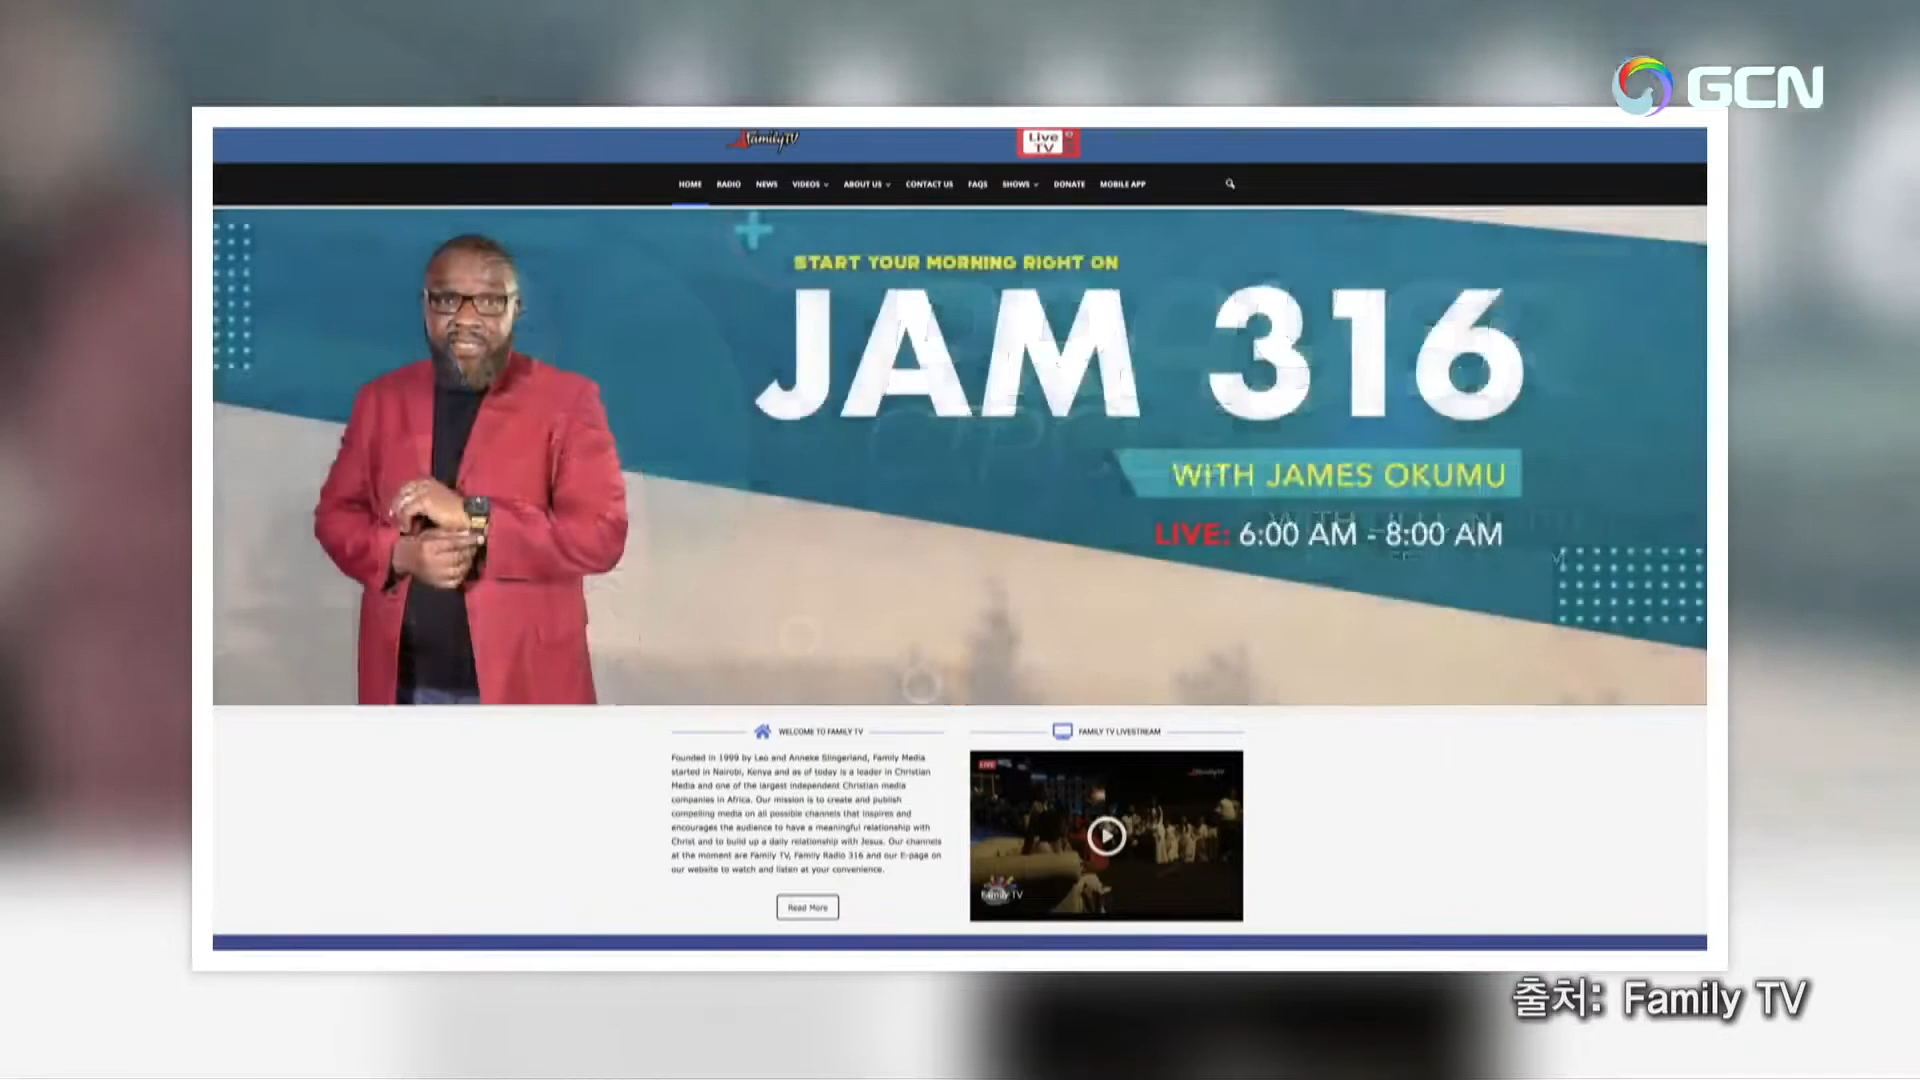 GCN
Family TV
Live
TV
HOME RADIO NEWS VIDEOS ABOUT US CONTACT US FAQS SHOWS DONATE MOBILE APP
START YOUR MORNING RIGHT ON
JAM 316
WITH JAMES OKUMU
LIVE: 6:00 AM - 8:00 AM
WELCOME TO FAMILY TV
Founded in 1999 by Leo and Anneke Slingerland, Family Media
started in Nairobi, Kenya and as of today is a leader in Christian
Media and one of the largest independent Christian media
companies in Africa. Our mission is to create and publish
compelling media on all possible channels that inspires and
encourages the audience to have a meaningful relationship with
Christ and to build up a daily relationship with Jesus. Our channels
at the moment are Family TV, Family Radio 316 and our E-page on
our website to watch and listen at your convenience.
Read More
FAMILY TV LIVESTREAM
LIVE
FamilyTV
Family TV
출처: Family TV